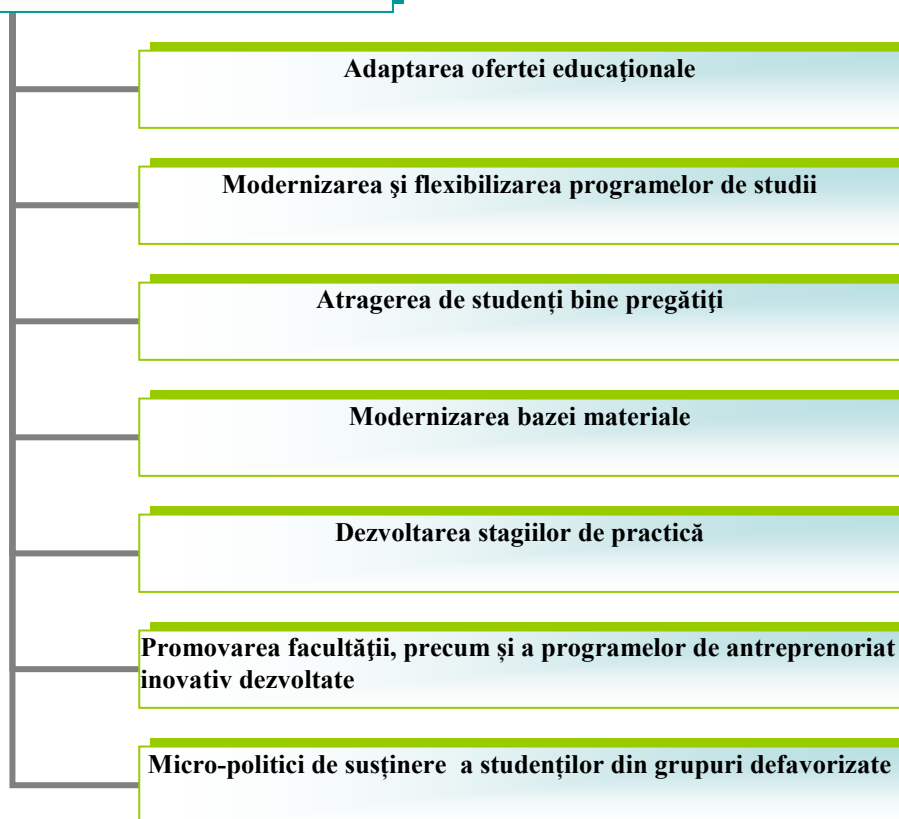 Adaptarea ofertei educaţionale
Modernizarea şi flexibilizarea programelor de studii
Atragerea de studenți bine pregătiţi
Modernizarea bazei materiale
Dezvoltarea stagiilor de practică
Promovarea facultăţii, precum și a programelor de antreprenoriat
inovativ dezvoltate
Micro-politici de susținere  a studenților din grupuri defavorizate